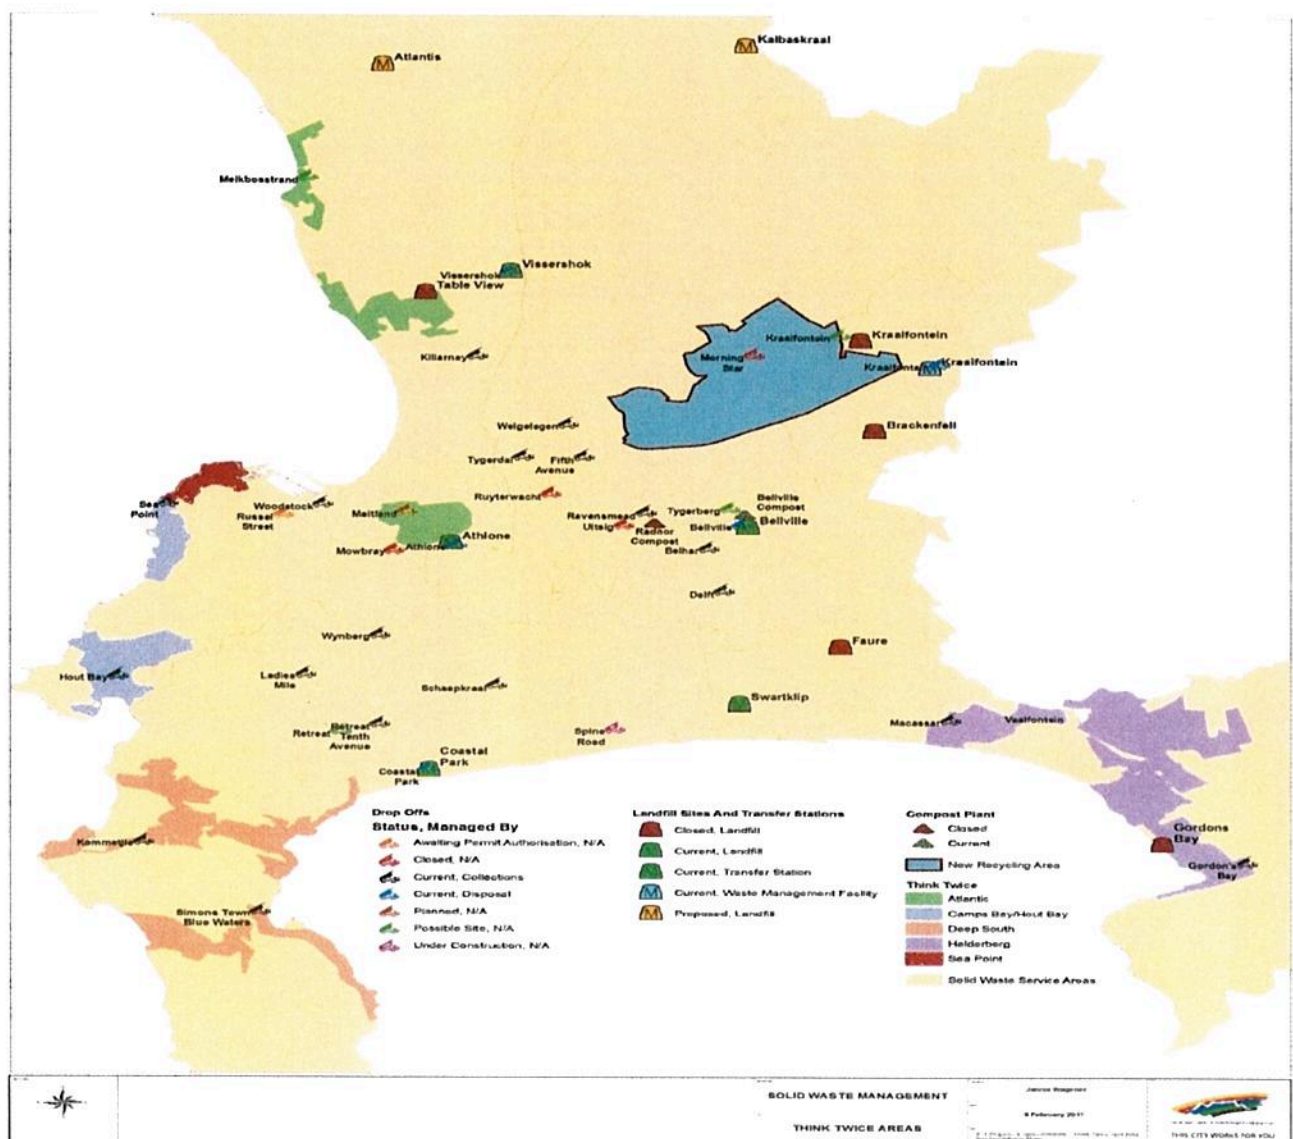 Atlantis
Kalbaskraal
Melkbosstrand
Vissershok
Vissershok
Table View
Killarney
Kraaifontein
Kraaifontein
Morning
Star
Kraaifontein
Kraaifontein
Brackenfell
Welgelegen
Tygerdal
Fifth
Avenue
Ruyterwacht
Sea
Point
Woodstock
Russel
Street
Maitland
Mowbray
Athlone
Athlone
Ravensmead
Uitsig
Radnor
Compost
Tygerberg
Bellville
Compost
Bellville
Bellville
Belhar
Delft
Wynberg
Ladies
Mile
Hout Bay
Schaapkraal
Faure
Swartklip
Retreat
Retreat
Tenth
Avenue
Spine
Road
Macassar
Vaalfontein
Coastal
Park
Coastal
Park
Kommetjie
Simons Town
Blue Waters
Gordons
Bay
Gordon's
Bay
Drop Offs
Status, Managed By
Awaiting Permit Authorisation, N/A
Closed, N/A
Current, Collections
Current, Disposal
Planned, N/A
Possible Site, N/A
Under Construction, N/A
Landfill Sites And Transfer Stations
Closed, Landfill
Current, Landfill
Current, Transfer Station
Current, Waste Management Facility
Proposed, Landfill
Compost Plant
Closed
Current
New Recycling Area
Think Twice
Atlantic
Camps Bay/Hout Bay
Deep South
Helderberg
Sea Point
Solid Waste Service Areas
SOLID WASTE MANAGEMENT
THINK TWICE AREAS
THIS CITY WORKS FOR YOU